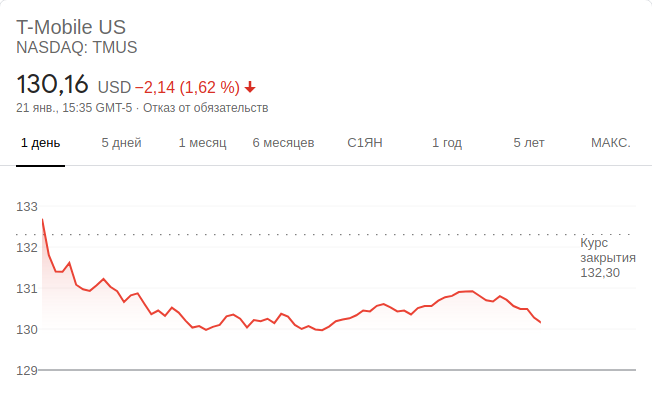 T-Mobile US
NASDAQ: TMUS
130,16 USD −2,14 (1,62 %)
21 янв., 15:35 GMT-5 · Отказ от обязательств
1 день 5 дней 1 месяц 6 месяцев С1ЯН 1 год 5 лет МАКС.
133
Курс
132
закрытия
132,30
131
130
129